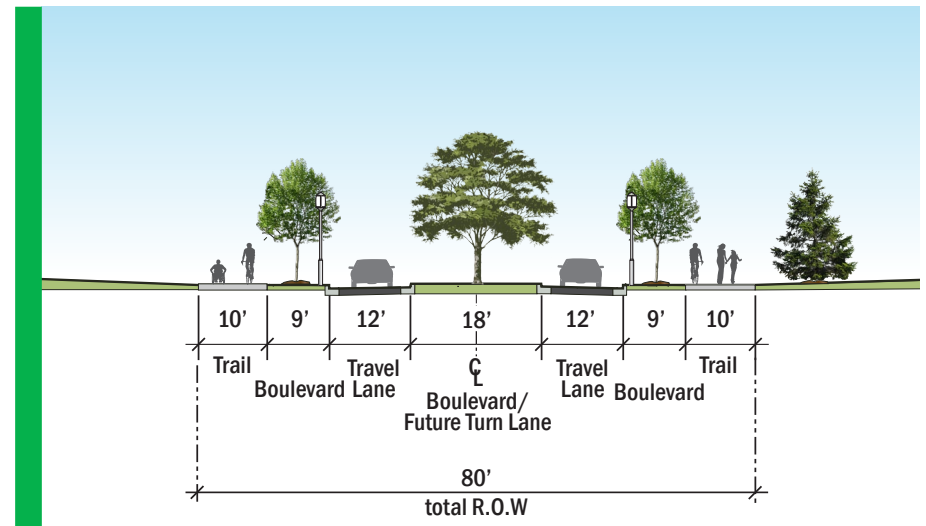 10’ 9’ 12’ 18’ 12’ 9’ 10’
Trail
Boulevard
Travel
Lane
℄
Boulevard/
Future Turn Lane
Travel
Lane
Boulevard
Trail
80’
total R.O.W